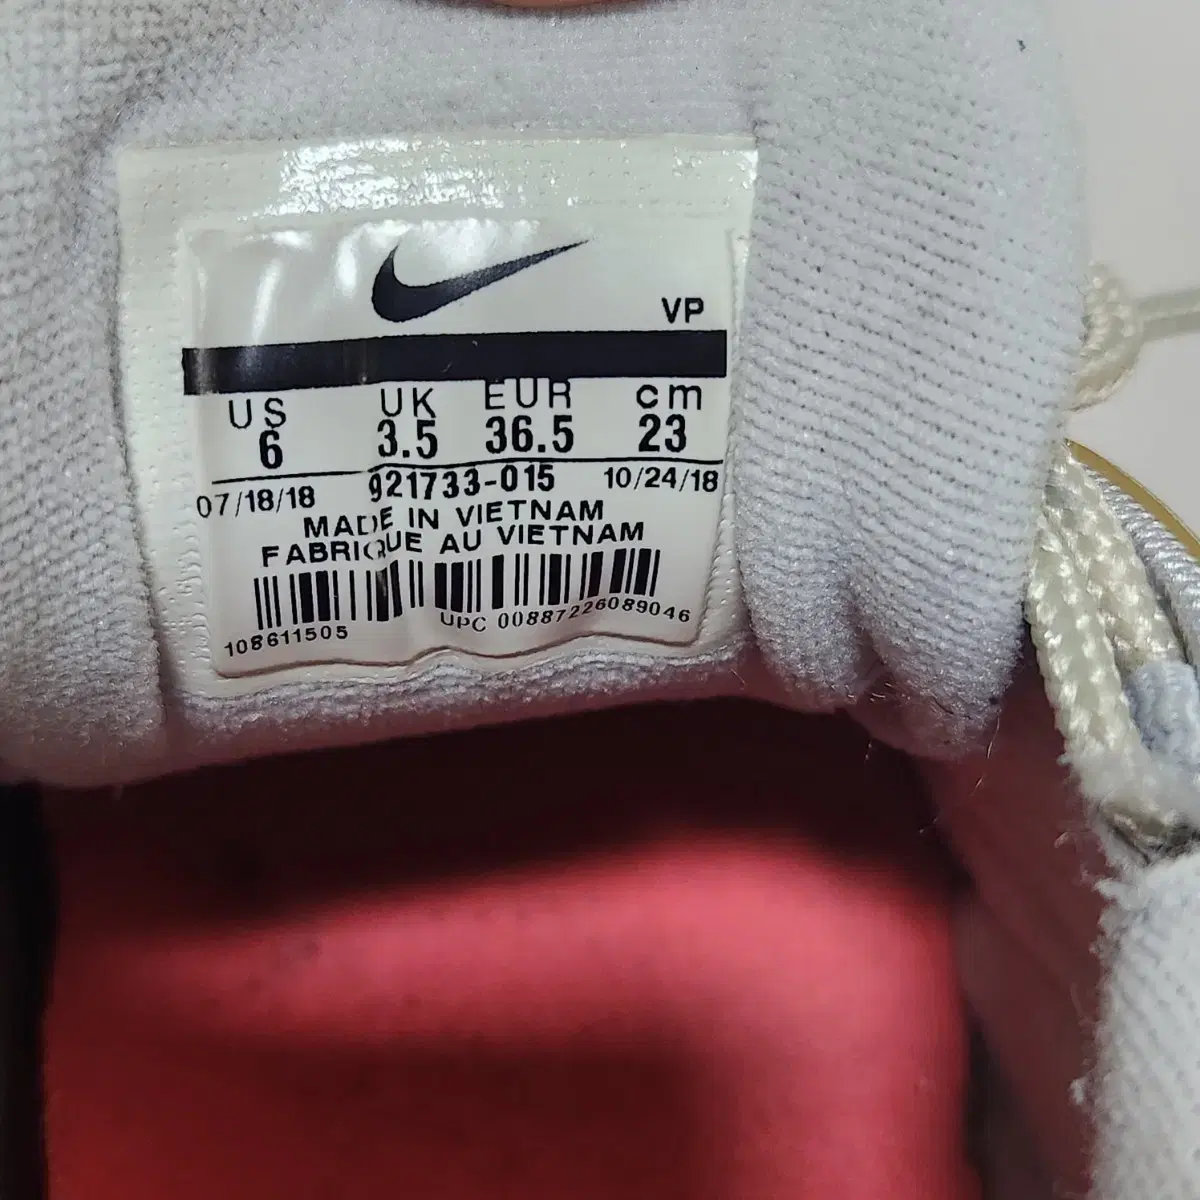 VP
US UK EUR cm
6 3.5 36.5 23
07/18/18 921733-015 10/24/18
MADE IN VIETNAM
FABRIQUE AU VIETNAM
108611505 UPC 00887226089046